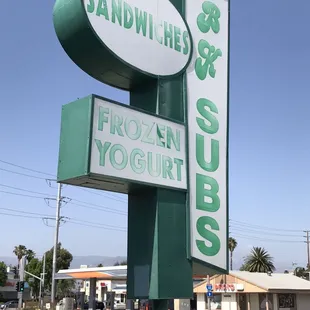 SANDWICHES
FROZEN
YOGURT
B
&
K
SUBS